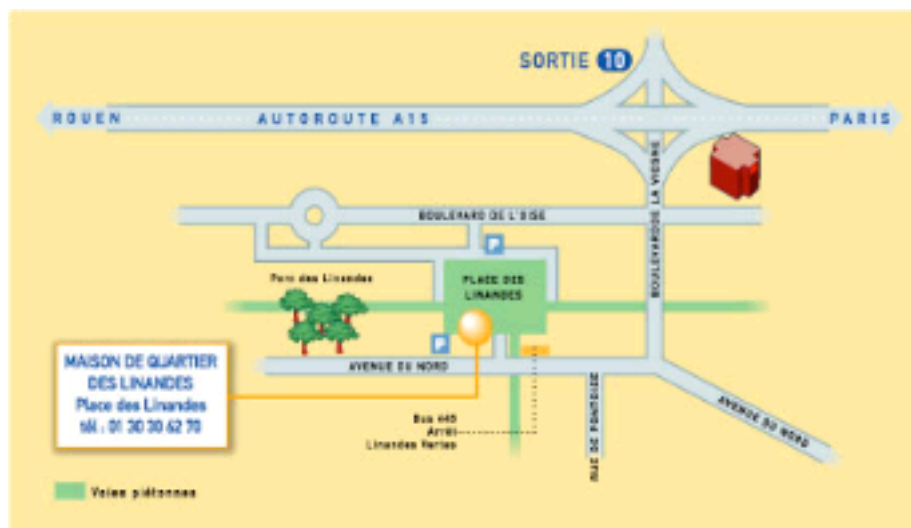 SORTIE 10
ROUEN
AUTOROUTE A15
PARIS
BOULEVARD DE LA VIOSNE
BOULEVARD DE L'OISE
P
Parc des Linandes
PLACE DES
LINANDES
P
MAISON DE QUARTIER
DES LINANDES
Place des Linandes
tél : 01 30 30 62 70
AVENUE DU NORD
Arrêt
Linandes Vertes
RUE DE PONTOISE
AVENUE DU NORD
Voies piétonnes